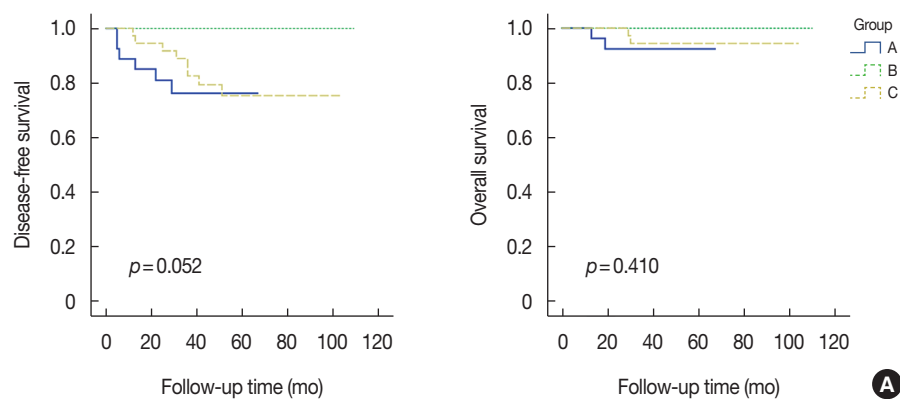 Disease-free survival
1.0
0.8
0.6
0.4
0.2
0
p=0.052
0 20 40 60 80 100 120
Follow-up time (mo)
Overall survival
1.0
0.8
0.6
0.4
0.2
0
p=0.410
0 20 40 60 80 100 120
Follow-up time (mo)
Group
A
B
C
A